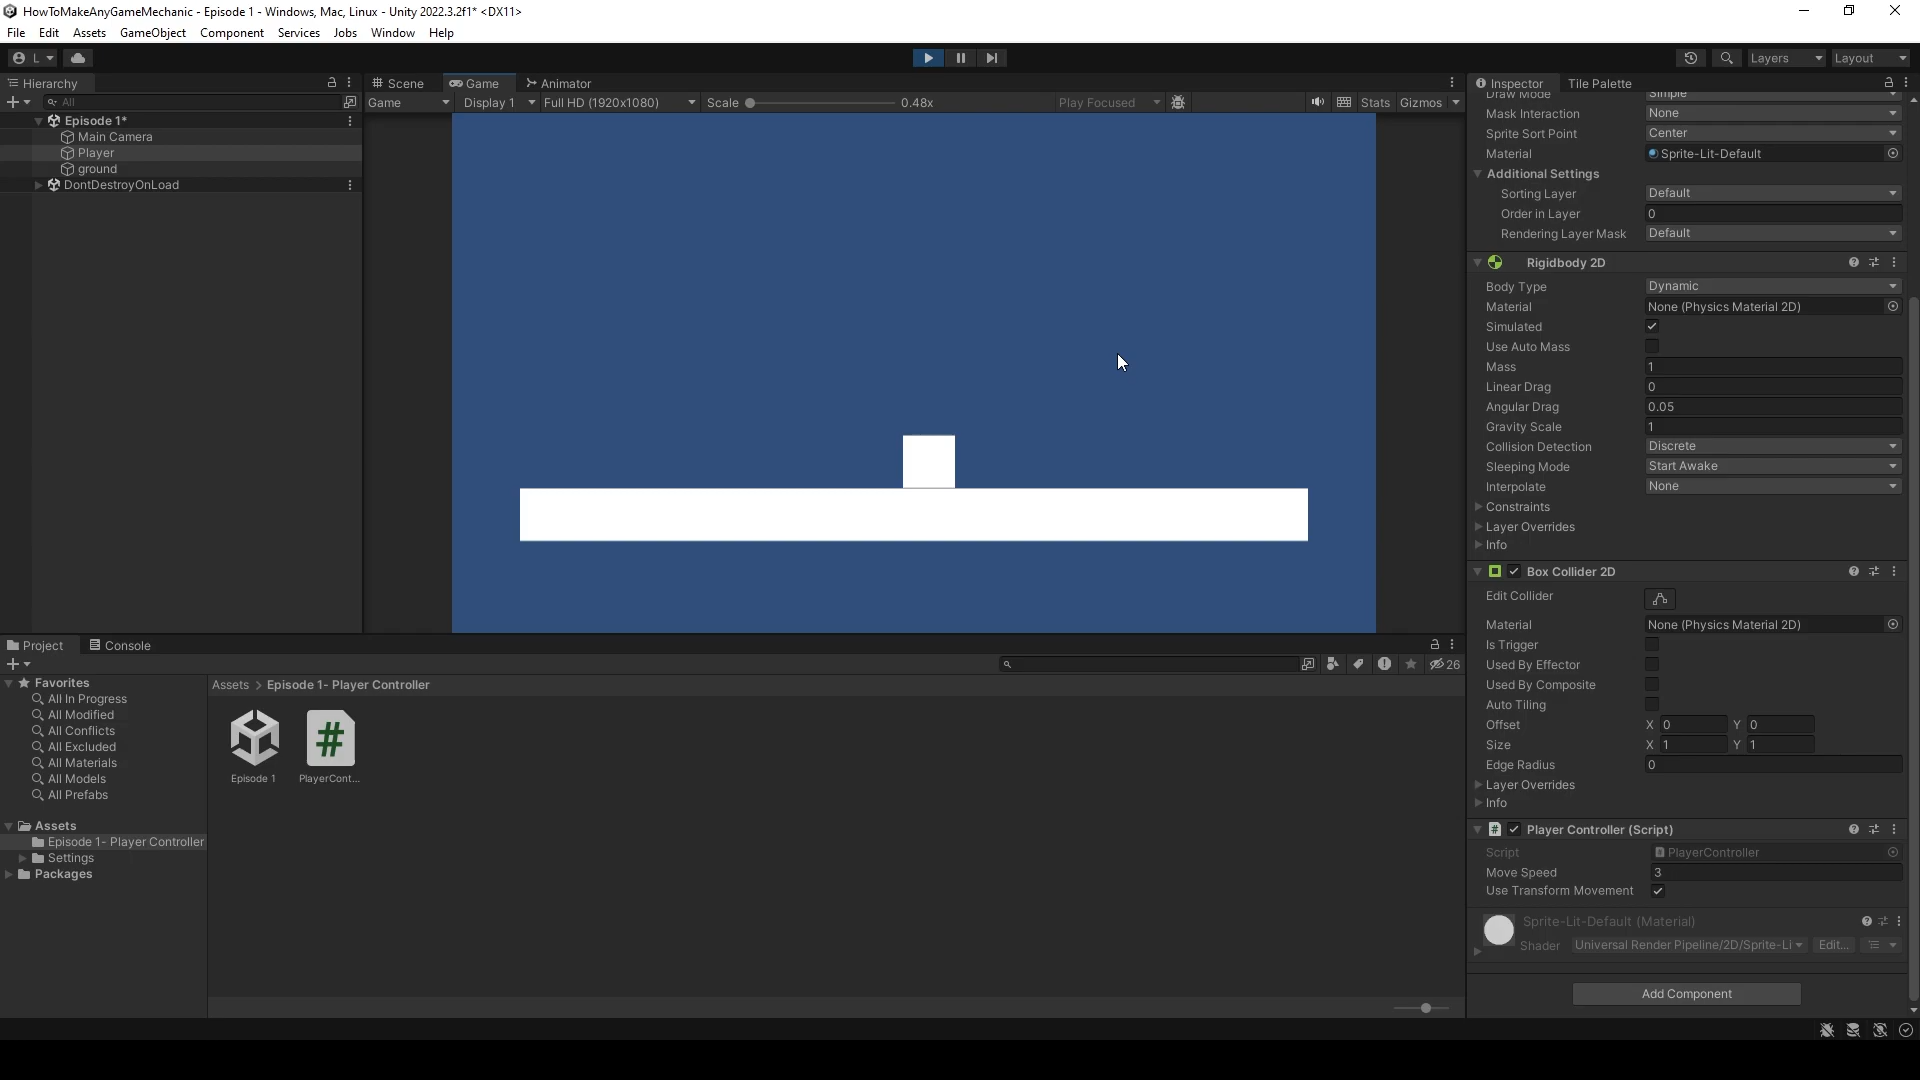 HowToMakeAnyGameMechanic - Episode 1 - Windows, Mac, Linux - Unity 2022.3.2f1* <DX11>
File Edit Assets GameObject Component Services Jobs Window Help
L
Layers Layout
Hierarchy
All
Episode 1*
Main Camera
Player
ground
DontDestroyOnLoad
Scene Game Animator
Game Display 1 Full HD (1920x1080) Scale 0.48x Play Focused Stats Gizmos
Inspector Tile Palette
Draw Mode Simple
Mask Interaction None
Sprite Sort Point Center
Material Sprite-Lit-Default
Additional Settings
Sorting Layer Default
Order in Layer 0
Rendering Layer Mask Default
Rigidbody 2D
Body Type Dynamic
Material None (Physics Material 2D)
Simulated
Use Auto Mass
Mass 1
Linear Drag 0
Angular Drag 0.05
Gravity Scale 1
Collision Detection Discrete
Sleeping Mode Start Awake
Interpolate None
Constraints
Layer Overrides
Info
Box Collider 2D
Edit Collider
Material None (Physics Material 2D)
Is Trigger
Used By Effector
Used By Composite
Auto Tiling
Offset X 0 Y 0
Size X 1 Y 1
Edge Radius 0
Layer Overrides
Info
Player Controller (Script)
Script PlayerController
Move Speed 3
Use Transform Movement
Sprite-Lit-Default (Material)
Shader Universal Render Pipeline/2D/Sprite-Li Edit...
Add Component
Project Console
26
Favorites
All In Progress
All Modified
All Conflicts
All Excluded
All Materials
All Models
All Prefabs
Assets
Episode 1- Player Controller
Settings
Packages
Assets > Episode 1- Player Controller
Episode 1 PlayerCont...